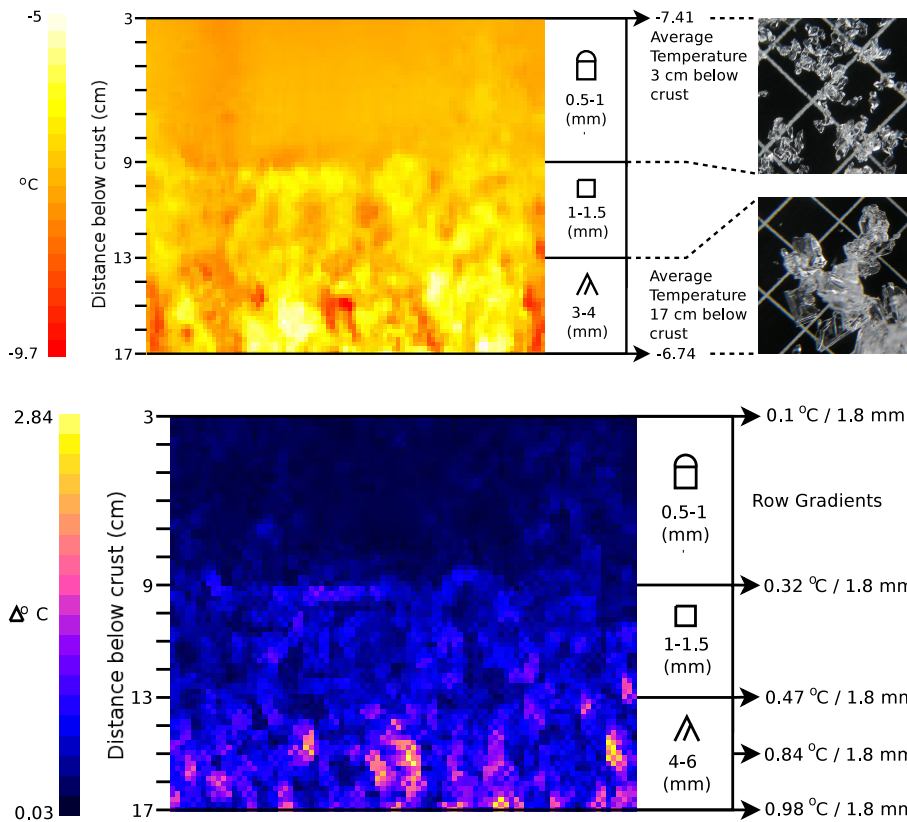 -5
°C
-9.7
Distance below crust (cm)
3
9
13
17
0.5-1
(mm)
1-1.5
(mm)
3-4
(mm)
-7.41
Average
Temperature
3 cm below
crust
Average
Temperature
17 cm below
crust
-6.74
2.84
Δ° C
0.03
Distance below crust (cm)
3
9
13
17
0.5-1
(mm)
1-1.5
(mm)
4-6
(mm)
0.1 °C / 1.8 mm
Row Gradients
0.32 °C / 1.8 mm
0.47 °C / 1.8 mm
0.84 °C / 1.8 mm
0.98 °C / 1.8 mm